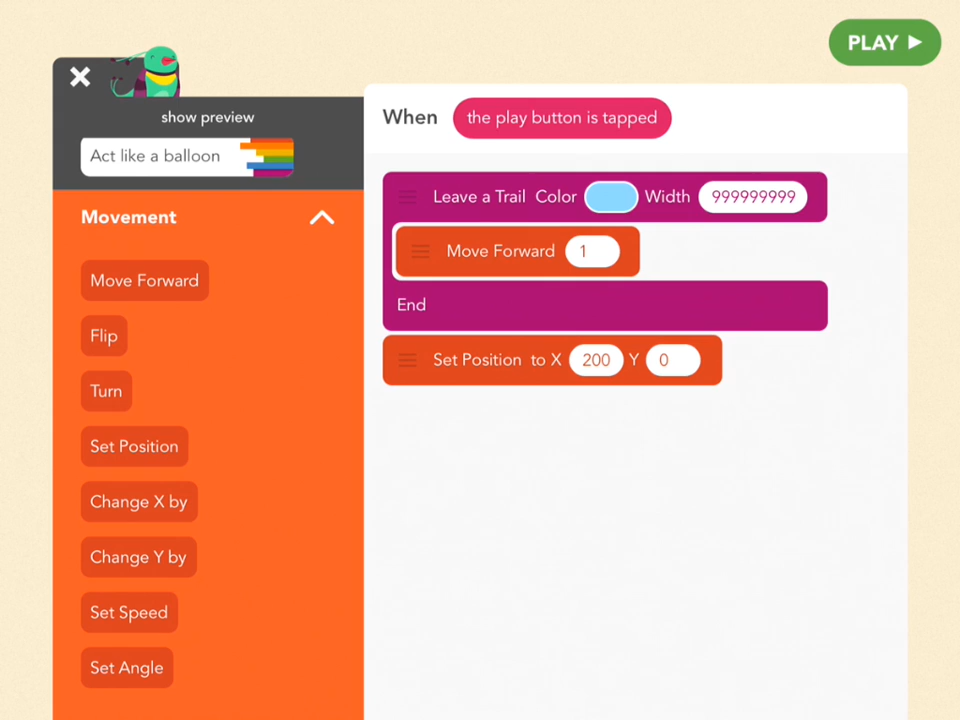 PLAY
show preview
Act like a balloon
Movement
Move Forward
Flip
Turn
Set Position
Change X by
Change Y by
Set Speed
Set Angle
When the play button is tapped
Leave a Trail Color Width 999999999
Move Forward 1
End
Set Position to X 200 Y 0